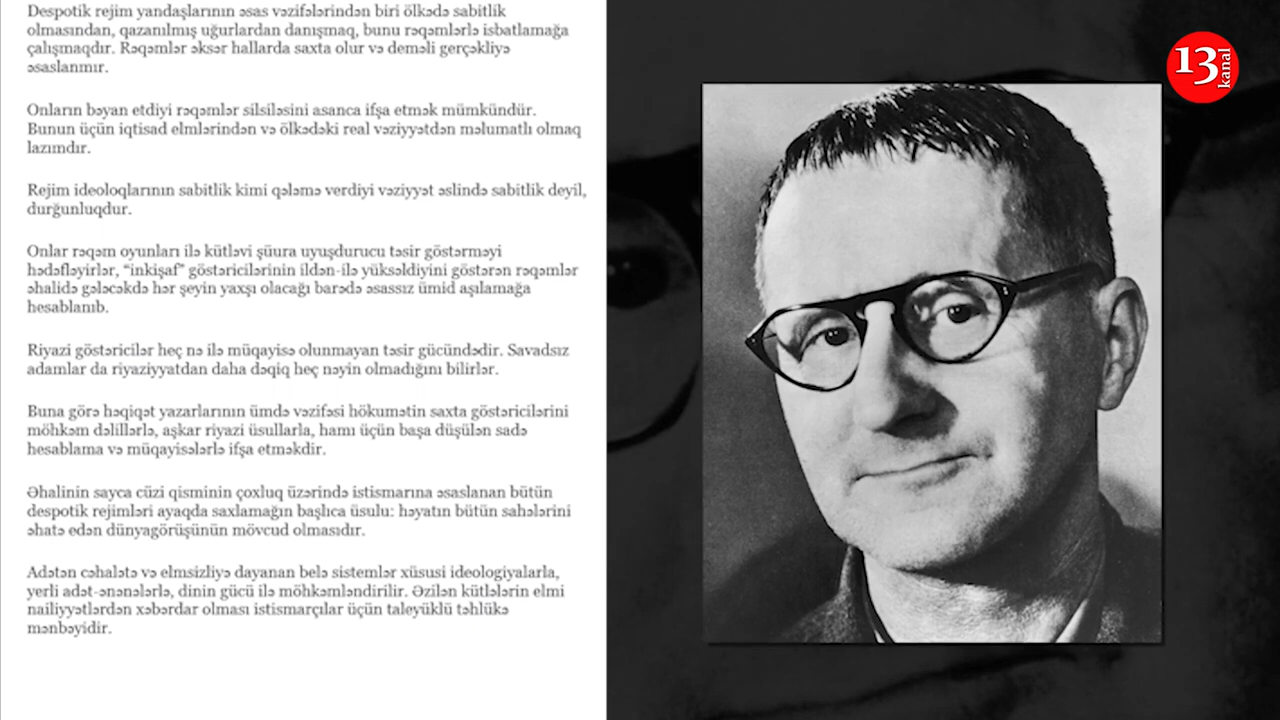 Despotik rejim yandaşlarının əsas vəzifələrindən biri ölkədə sabitlik
olmasından, qazanılmış uğurlardan danışmaq, bunu rəqəmlərlə isbatlamağa
çalışmaqdır. Rəqəmlər əksər hallarda saxta olur və deməli gerçəkliyə
əsaslanmır.
Onların bəyan etdiyi rəqəmlər silsiləsini asanca ifşa etmək mümkündür.
Bunun üçün iqtisad elmlərindən və ölkədəki real vəziyyətdən məlumatlı olmaq
lazımdır.
Rejim ideoloqlarının sabitlik kimi qələmə verdiyi vəziyyət əslində sabitlik deyil,
durğunluqdur.
Onlar rəqəm oyunları ilə kütləvi şüura uyuşdurucu təsir göstərməyi
hədəfləyirlər, “inkişaf” göstəricilərinin ildən-ilə yüksəldiyini göstərən rəqəmlər
əhalidə gələcəkdə hər şeyin yaxşı olacağı barədə əsassız ümid aşılamağa
hesablanıb.
Riyazi göstəricilər heç nə ilə müqayisə olunmayan təsir gücündədir. Savadsız
adamlar da riyaziyyatdan daha dəqiq heç nəyin olmadığını bilirlər.
Buna görə həqiqət yazarlarının ümdə vəzifəsi hökumətin saxta göstəricilərini
möhkəm dəlillərlə, aşkar riyazi üsullarla, hamı üçün başa düşülən sadə
hesablama və müqayisələrlə ifşa etməkdir.
Əhalinin sayca cüzi qisminin çoxluq üzərində istismarına əsaslanan bütün
despotik rejimləri ayaqda saxlamağın başlıca üsulu: həyatın bütün sahələrini
əhatə edən dünyagörüşünün mövcud olmasıdır.
Adətən cəhalətə və elmsizliyə dayanan belə sistemlər xüsusi ideologiyalarla,
yerli adət-ənənələrlə, dinin gücü ilə möhkəmləndirilir. Əzilən kütlələrin elmi
nailiyyətlərdən xəbərdar olması istismarçılar üçün taleyüklü təhlükə
mənbəyidir.
13 kanal